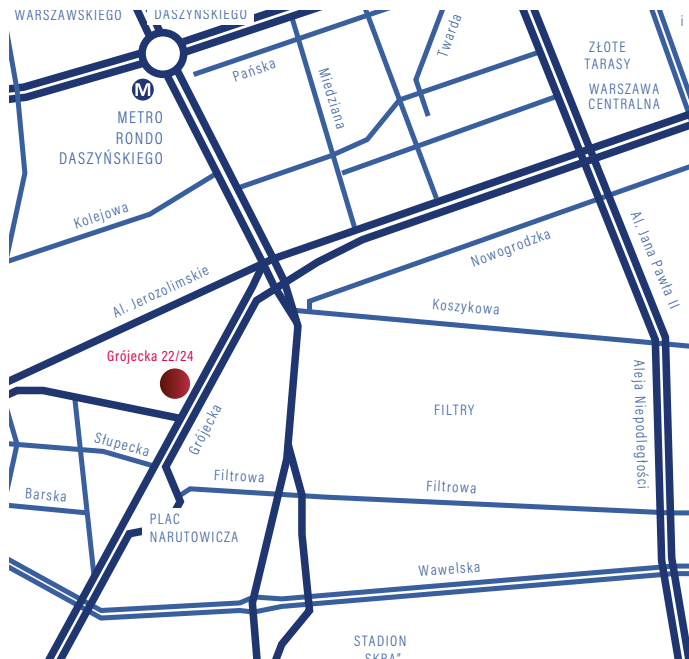 WARSZAWSKIEGO
DASZYŃSKIEGO
i
Twarda
ZŁOTE
TARASY
Pańska
Miedziana
WARSZAWA
CENTRALNA
M
METRO
RONDO
DASZYŃSKIEGO
Kolejowa
Al. Jana Pawła II
Nowogrodzka
Al. Jerozolimskie
Koszykowa
Grójecka 22/24
Aleja Niepodległości
FILTRY
Grójecka
Słupecka
Filtrowa
Filtrowa
Barska
PLAC
NARUTOWICZA
Wawelska
STADION
SKRA"